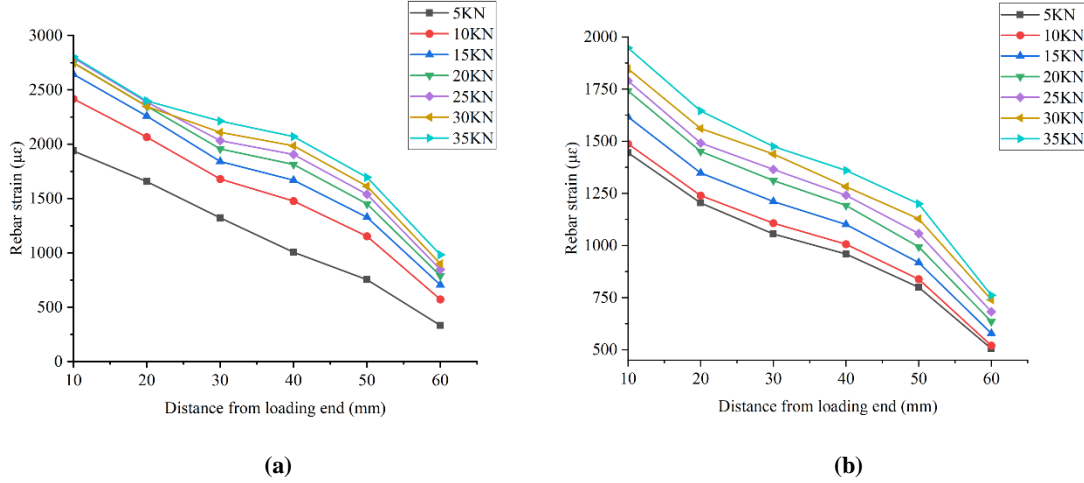 5KN
10KN
15KN
20KN
25KN
30KN
35KN
3000
2500
2000
1500
1000
500
0
Rebar strain (με)
10 20 30 40 50 60
Distance from loading end (mm)
(a)
5KN
10KN
15KN
20KN
25KN
30KN
35KN
2000
1750
1500
1250
1000
750
500
Rebar strain (με)
10 20 30 40 50 60
Distance from loading end (mm)
(b)